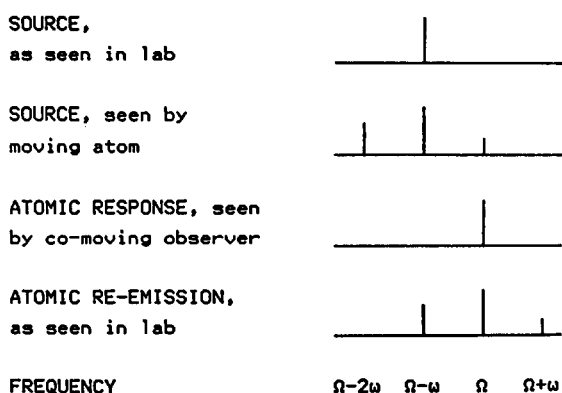 SOURCE,
as seen in lab
SOURCE, seen by
moving atom
ATOMIC RESPONSE, seen
by co-moving observer
ATOMIC RE-EMISSION,
as seen in lab
FREQUENCY Ω-2ω Ω-ω Ω Ω+ω